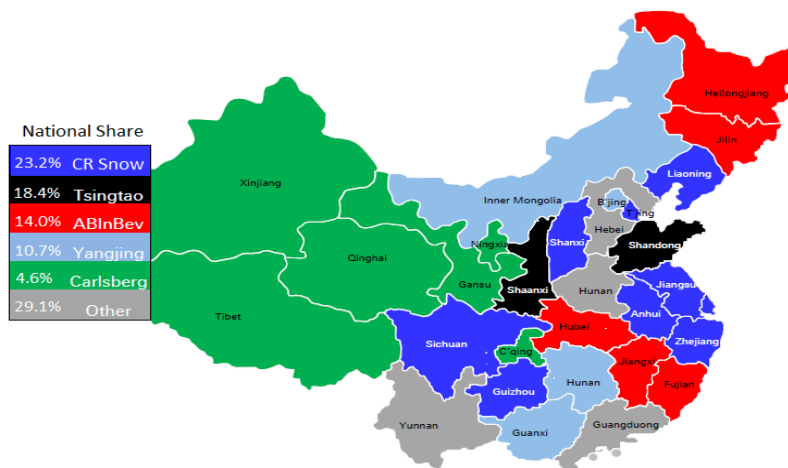 National Share
23.2% CR Snow
18.4% Tsingtao
14.0% ABInBev
10.7% Yangjing
4.6% Carlsberg
29.1% Other
Heilongjiang
Jilin
Liaoning
Xinjiang
Inner Mongolia
B'jing
T'jing
Hebei
Ningxia
Shanxi
Shandong
Qinghai
Gansu
Shaanxi
Hunan
Jiangsu
Tibet
Anhui
Hubei
Zhejiang
Sichuan
C'qing
Jiangxi
Hunan
Fujian
Guizhou
Yunnan
Guanxi
Guangduong